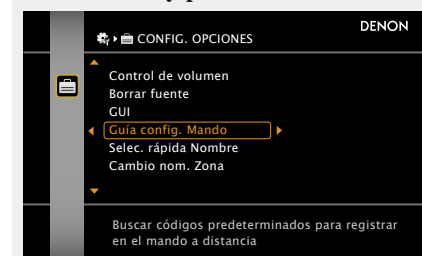 DENON
CONFIG. OPCIONES
Control de volumen
Borrar fuente
GUI
Guía config. Mando
Selec. rápida Nombre
Cambio nom. Zona
Buscar códigos predeterminados para registrar
en el mando a distancia